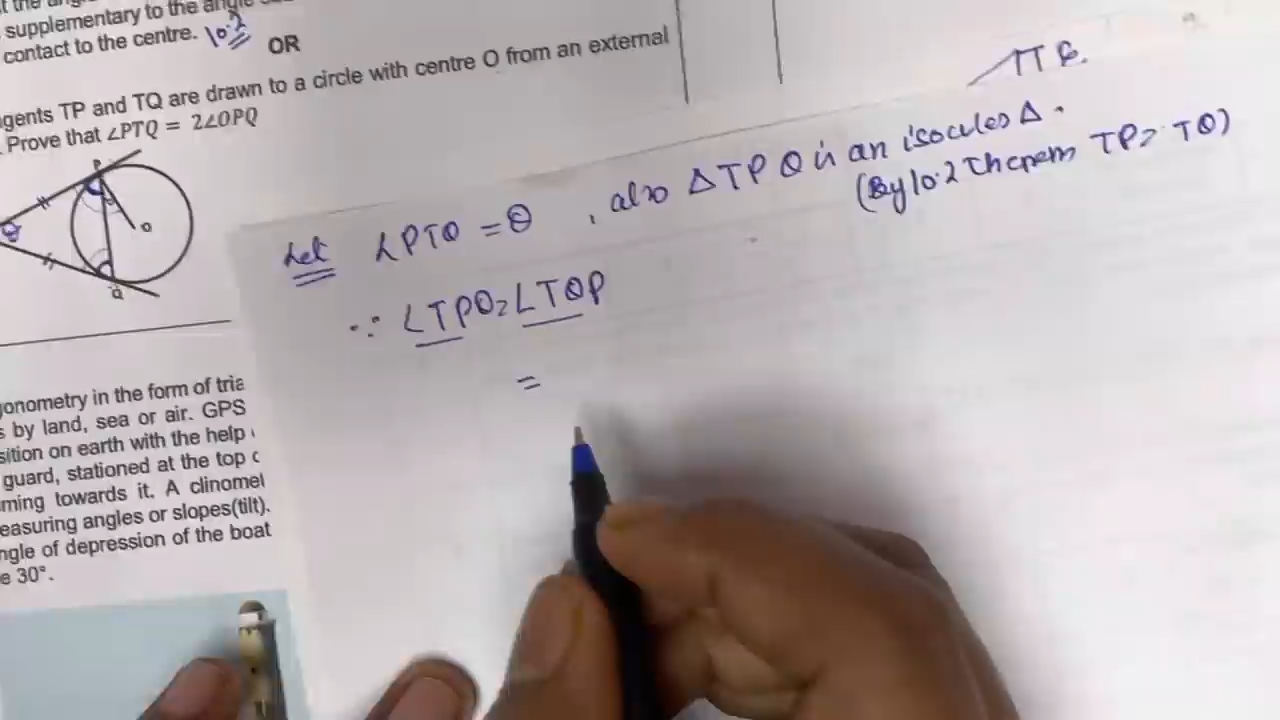 supplementary to the angle
contact to the centre. 10.2
OR
gents TP and TQ are drawn to a circle with centre O from an external
Prove that ∠PTQ = 2∠OPQ
P
O
Q
θ
Let ∠PTQ = θ , also ΔTPQ is an isoceles Δ.
(By 10.2 Theorem TP= TQ)
∵ ∠TPQ = ∠TQP
=
onometry in the form of tria
s by land, sea or air. GPS
sition on earth with the help
guard, stationed at the top
ming towards it. A clinomet
easuring angles or slopes(tilt).
ngle of depression of the boat
e 30°.